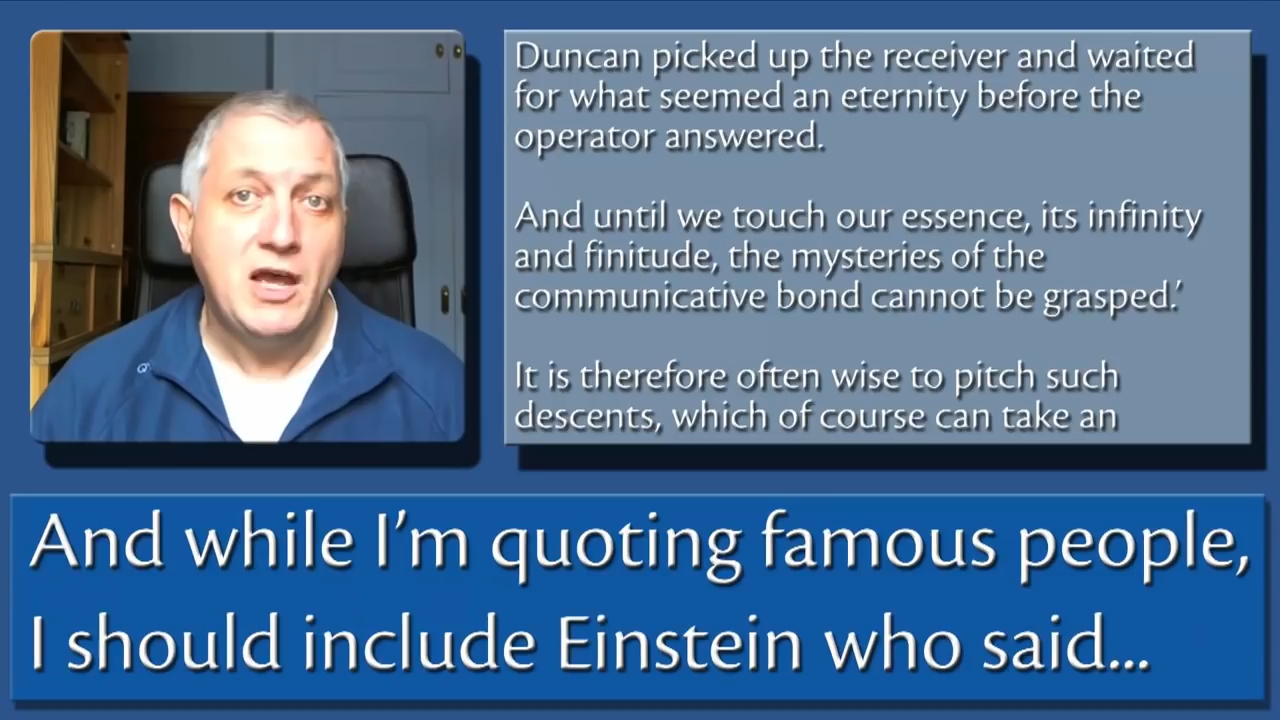 Duncan picked up the receiver and waited
for what seemed an eternity before the
operator answered.
And until we touch our essence, its infinity
and finitude, the mysteries of the
communicative bond cannot be grasped.’
It is therefore often wise to pitch such
descents, which of course can take an
And while I’m quoting famous people,
I should include Einstein who said...